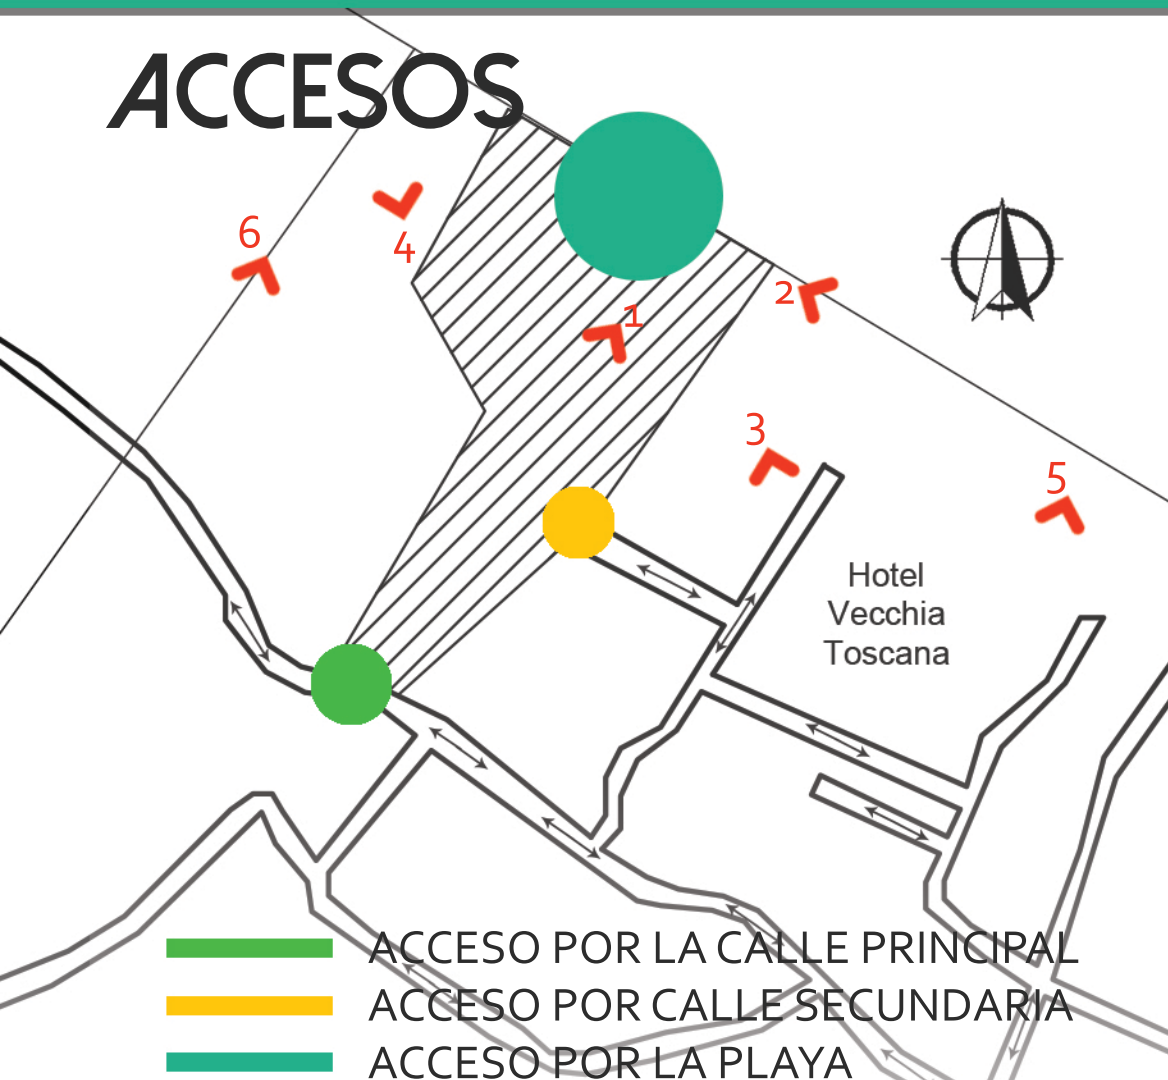 ACCESOS
6
4
1
2
3
5
Hotel
Vecchia
Toscana
ACCESO POR LA CALLE PRINCIPAL
ACCESO POR CALLE SECUNDARIA
ACCESO POR LA PLAYA